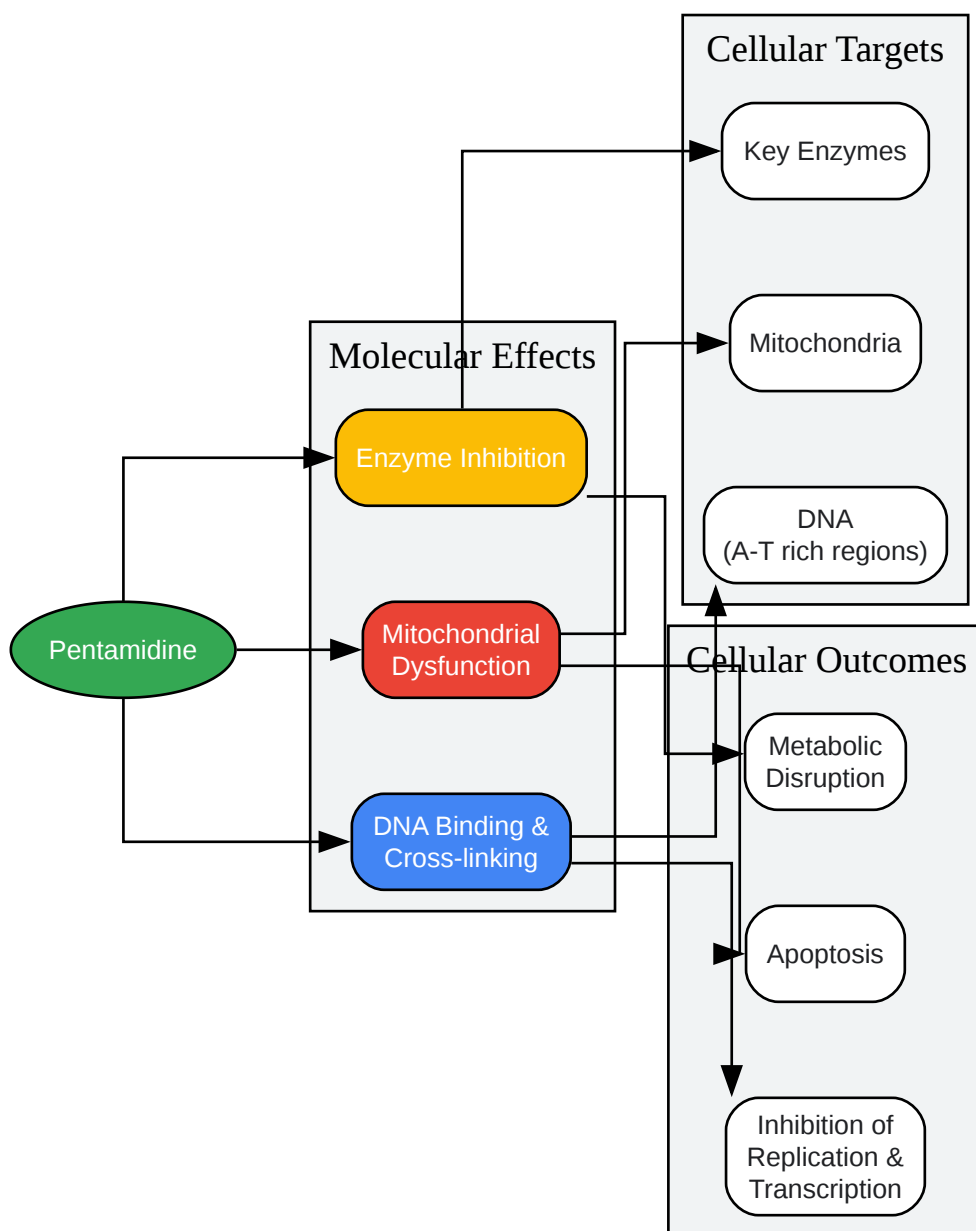 Cellular Targets
Key Enzymes
Mitochondria
DNA
(A-T rich regions)
Molecular Effects
Enzyme Inhibition
Mitochondrial
Dysfunction
DNA Binding &
Cross-linking
Pentamidine
Cellular Outcomes
Metabolic
Disruption
Apoptosis
Inhibition of
Replication &
Transcription